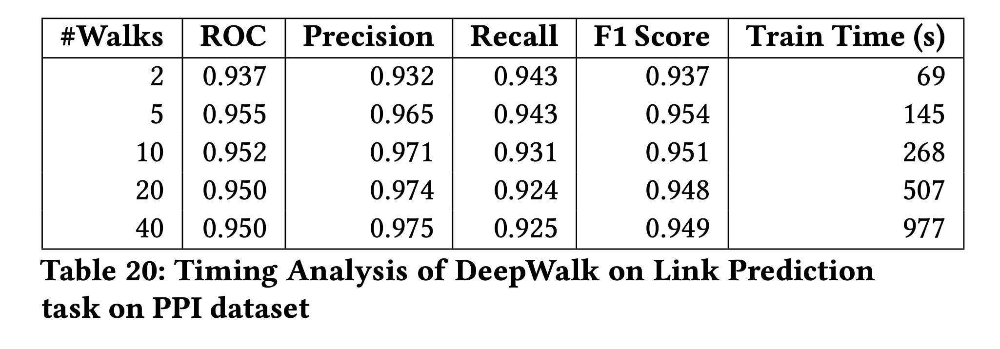 #Walks ROC Precision Recall F1 Score Train Time (s)
2 0.937 0.932 0.943 0.937 69
5 0.955 0.965 0.943 0.954 145
10 0.952 0.971 0.931 0.951 268
20 0.950 0.974 0.924 0.948 507
40 0.950 0.975 0.925 0.949 977
Table 20: Timing Analysis of DeepWalk on Link Prediction
task on PPI dataset